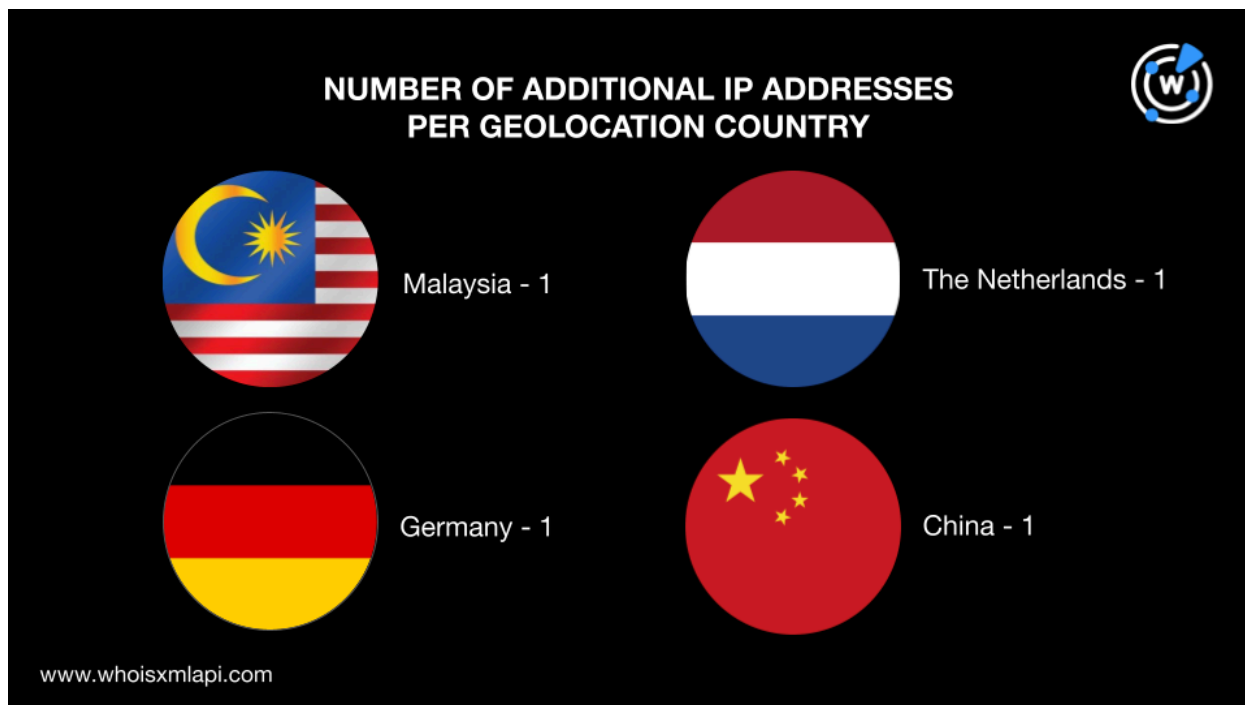 NUMBER OF ADDITIONAL IP ADDRESSES
PER GEOLOCATION COUNTRY
W
Malaysia - 1
The Netherlands - 1
Germany - 1
China - 1
www.whoisxmlapi.com